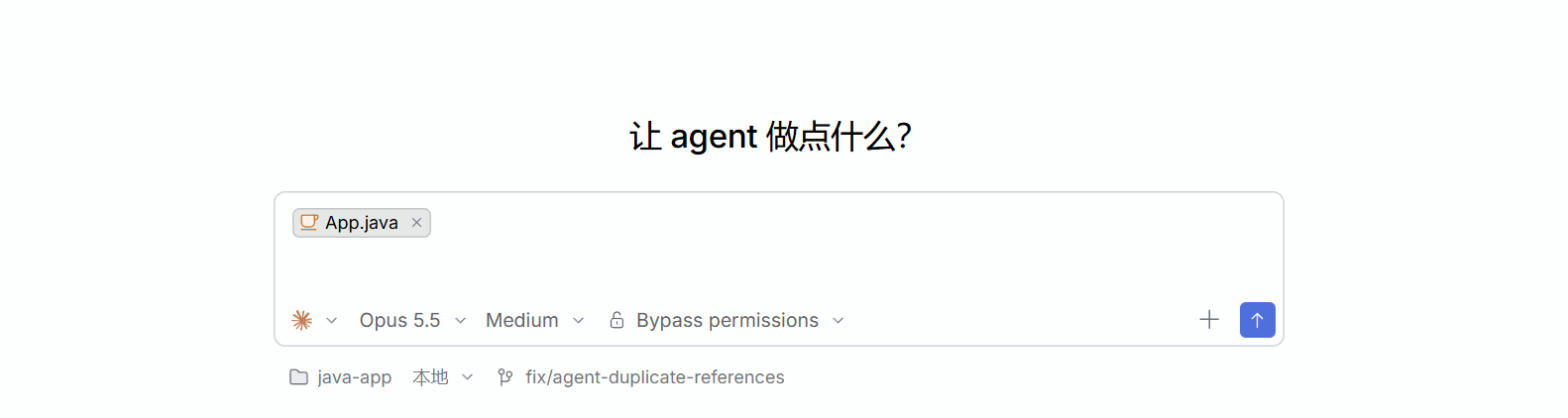 让 agent 做点什么？
App.java
Opus 5.5 Medium Bypass permissions
java-app 本地 fix/agent-duplicate-references